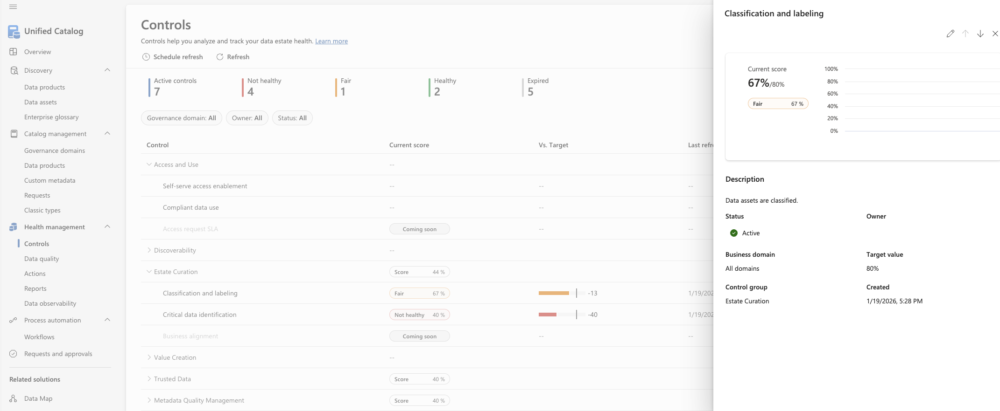 Unified Catalog
Overview
Discovery
Data products
Data assets
Enterprise glossary
Catalog management
Governance domains
Data products
Custom metadata
Requests
Classic types
Health management
Controls
Data quality
Actions
Reports
Data observability
Process automation
Workflows
Requests and approvals
Related solutions
Data Map
Controls
Controls help you analyze and track your data estate health. Learn more
Schedule refresh Refresh
Active controls Not healthy Fair Healthy Expired
7 4 1 2 5
Governance domain: All Owner: All Status: All
Control Current score Vs. Target Last refre
Access and Use --
Self-serve access enablement -- -- --
Compliant data use -- -- --
Access request SLA Coming soon -- --
Discoverability --
Estate Curation Score 44 %
Classification and labeling Fair 67 % -13 1/19/202
Critical data identification Not healthy 40 % -40 1/19/202
Business alignment Coming soon -- --
Value Creation --
Trusted Data Score 40 %
Metadata Quality Management Score 40 %
Classification and labeling
Current score
67%/80%
Fair 67 %
100%
80%
60%
40%
20%
0%
Description
Data assets are classified.
Status Owner
Active
Business domain Target value
All domains 80%
Control group Created
Estate Curation 1/19/2026, 5:28 PM